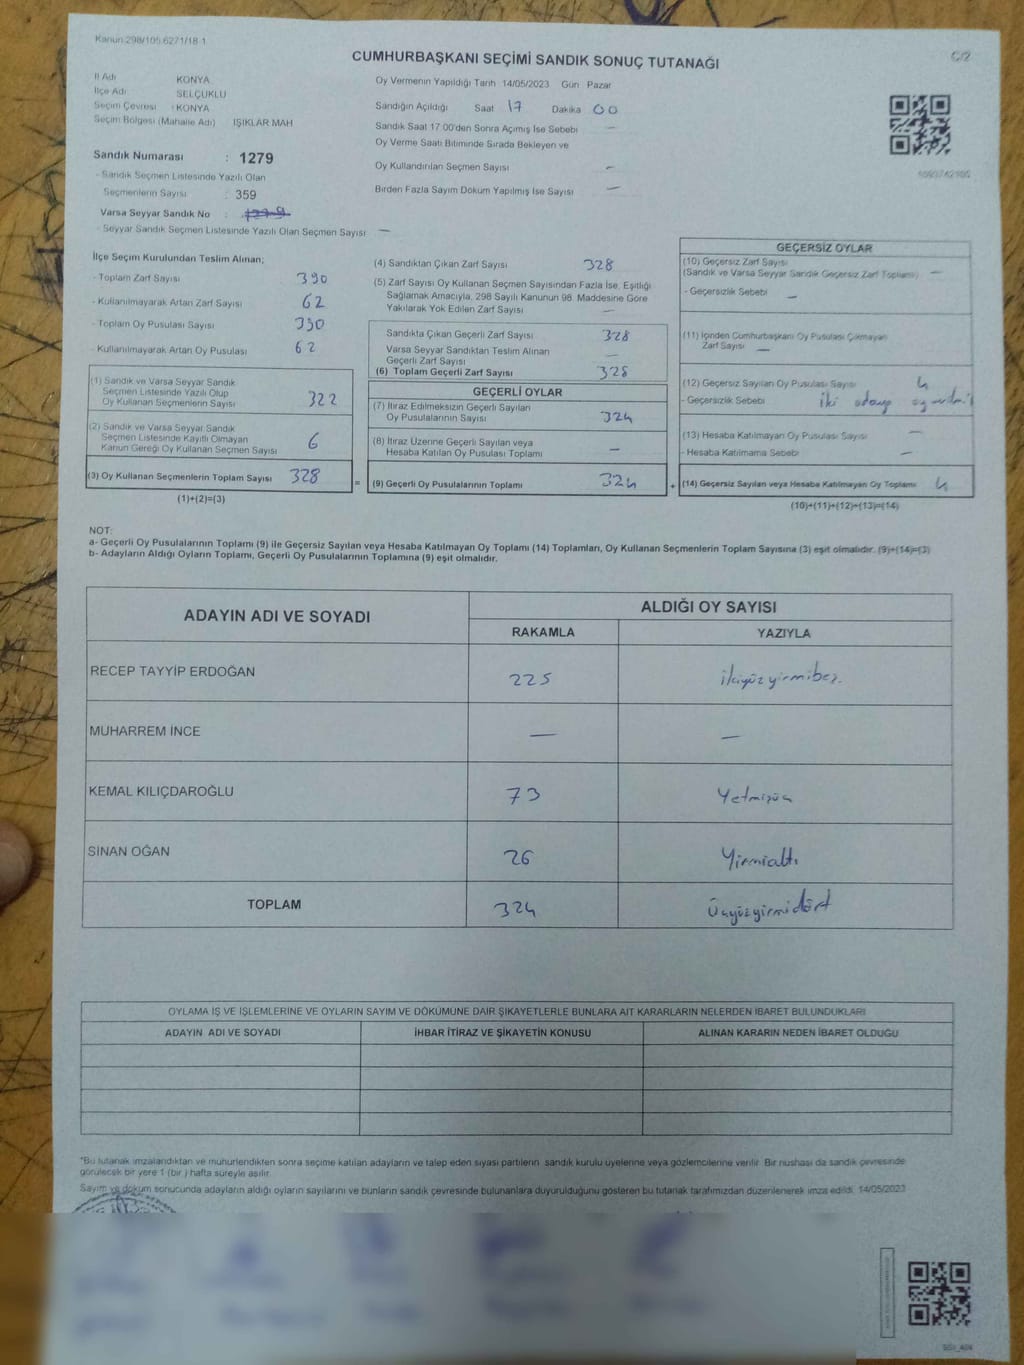 Kanun 298/105 6271/18-1
CUMHURBAŞKANI SEÇİMİ SANDIK SONUÇ TUTANAĞI
C/2
İl Adı KONYA
İlçe Adı SELÇUKLU
Seçim Çevresi : KONYA
Seçim Bölgesi (Mahalle Adı) IŞIKLAR MAH
Sandık Numarası : 1279
- Sandık Seçmen Listesinde Yazılı Olan
Seçmenlerin Sayısı : 359
Varsa Seyyar Sandık No :
- Seyyar Sandık Seçmen Listesinde Yazılı Olan Seçmen Sayısı —
Oy Vermenin Yapıldığı Tarih 14/05/2023 Gün Pazar
Sandığın Açıldığı Saat 17 Dakika 00
Sandık Saat 17:00'den Sonra Açımış İse Sebebi —
Oy Verme Saati Bitiminde Sırada Bekleyen ve
Oy Kullandırılan Seçmen Sayısı —
Birden Fazla Sayım Döküm Yapılmış İse Sayısı —
İlçe Seçim Kurulundan Teslim Alınan;
- Toplam Zarf Sayısı 390
- Kullanılmayarak Artan Zarf Sayısı 62
- Toplam Oy Pusulası Sayısı 390
- Kullanılmayarak Artan Oy Pusulası 62
(1) Sandık ve Varsa Seyyar Sandık
Seçmen Listesinde Yazılı Olup
Oy Kullanan Seçmenlerin Sayısı 322
(2) Sandık ve Varsa Seyyar Sandık
Seçmen Listesinde Kayıtlı Olmayan
Kanun Gereği Oy Kullanan Seçmen Sayısı 6
(3) Oy Kullanan Seçmenlerin Toplam Sayısı 328
(1)+(2)=(3)
(4) Sandıktan Çıkan Zarf Sayısı 328
(5) Zarf Sayısı Oy Kullanan Seçmen Sayısından Fazla İse, Eşitliği
Sağlamak Amacıyla, 298 Sayılı Kanunun 98. Maddesine Göre
Yakılarak Yok Edilen Zarf Sayısı —
Sandıkta Çıkan Geçerli Zarf Sayısı 328
Varsa Seyyar Sandıktan Teslim Alınan
Geçerli Zarf Sayısı —
(6) Toplam Geçerli Zarf Sayısı 328
GEÇERLİ OYLAR
(7) İtiraz Edilmeksizin Geçerli Sayılan
Oy Pusulalarının Sayısı 324
(8) İtiraz Üzerine Geçerli Sayılan veya
Hesaba Katılan Oy Pusulası Toplamı —
=
(9) Geçerli Oy Pusulalarının Toplamı 324
GEÇERSİZ OYLAR
(10) Geçersiz Zarf Sayısı
(Sandık ve Varsa Seyyar Sandık Geçersiz Zarf Toplamı) —
- Geçersizlik Sebebi —
(11) İçinden Cumhurbaşkanı Oy Pusulası Çıkmayan
Zarf Sayısı —
(12) Geçersiz Sayılan Oy Pusulası Sayısı 4
- Geçersizlik Sebebi iki adaya oy
(13) Hesaba Katılmayan Oy Pusulası Sayısı —
- Hesaba Katılmama Sebebi —
+
(14) Geçersiz Sayılan veya Hesaba Katılmayan Oy Toplamı 4
(10)+(11)+(12)+(13)=(14)
NOT:
a- Geçerli Oy Pusulalarının Toplamı (9) ile Geçersiz Sayılan veya Hesaba Katılmayan Oy Toplamı (14) Toplamları, Oy Kullanan Seçmenlerin Toplam Sayısına (3) eşit olmalıdır. (9)+(14)=(3)
b- Adayların Aldığı Oyların Toplamı, Geçerli Oy Pusulalarının Toplamına (9) eşit olmalıdır.
ADAYIN ADI VE SOYADI
ALDIĞI OY SAYISI
RAKAMLA YAZIYLA
RECEP TAYYİP ERDOĞAN 225 ikiyüzyirmibeş.
MUHARREM İNCE — —
KEMAL KILIÇDAROĞLU 73 Yetmişüç
SİNAN OĞAN 26 Yirmialtı
TOPLAM 324 Üçyüzyirmidört
OYLAMA İŞ VE İŞLEMLERİNE VE OYLARIN SAYIM VE DÖKÜMÜNE DAİR ŞİKAYETLERLE BUNLARA AİT KARARLARIN NELERDEN İBARET BULUNDUKLARI
ADAYIN ADI VE SOYADI İHBAR İTİRAZ VE ŞİKAYETİN KONUSU ALINAN KARARIN NEDEN İBARET OLDUĞU
*Bu tutanak imzalandıktan ve mühürlendikten sonra seçime katılan adayların ve talep eden siyasi partilerin sandık kurulu üyelerine veya gözlemcilerine verilir. Bir nüshası da sandık çevresinde
görülecek bir yere 1 (bir ) hafta süreyle asılır.
Sayım ve döküm sonucunda adayların aldığı oyların sayılarını ve bunların sandık çevresinde bulunanlara duyurulduğunu gösteren bu tutanak tarafımızdan düzenlenerek imza edildi. 14/05/2023